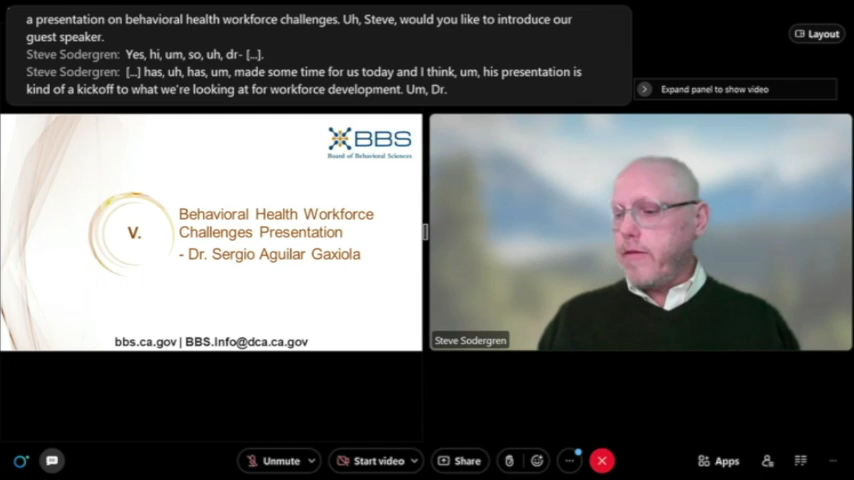 a presentation on behavioral health workforce challenges. Uh, Steve, would you like to introduce our
guest speaker.
Steve Sodergren: Yes, hi, um, so, uh, dr- [...].
Steve Sodergren: [...] has, uh, has, um, made some time for us today and I think, um, his presentation is
kind of a kickoff to what we're looking at for workforce development. Um, Dr.
Layout
Expand panel to show video
BBS
Board of Behavioral Sciences
V.
Behavioral Health Workforce
Challenges Presentation
- Dr. Sergio Aguilar Gaxiola
bbs.ca.gov | BBS.Info@dca.ca.gov
Steve Sodergren
Unmute
Start video
Share
Apps